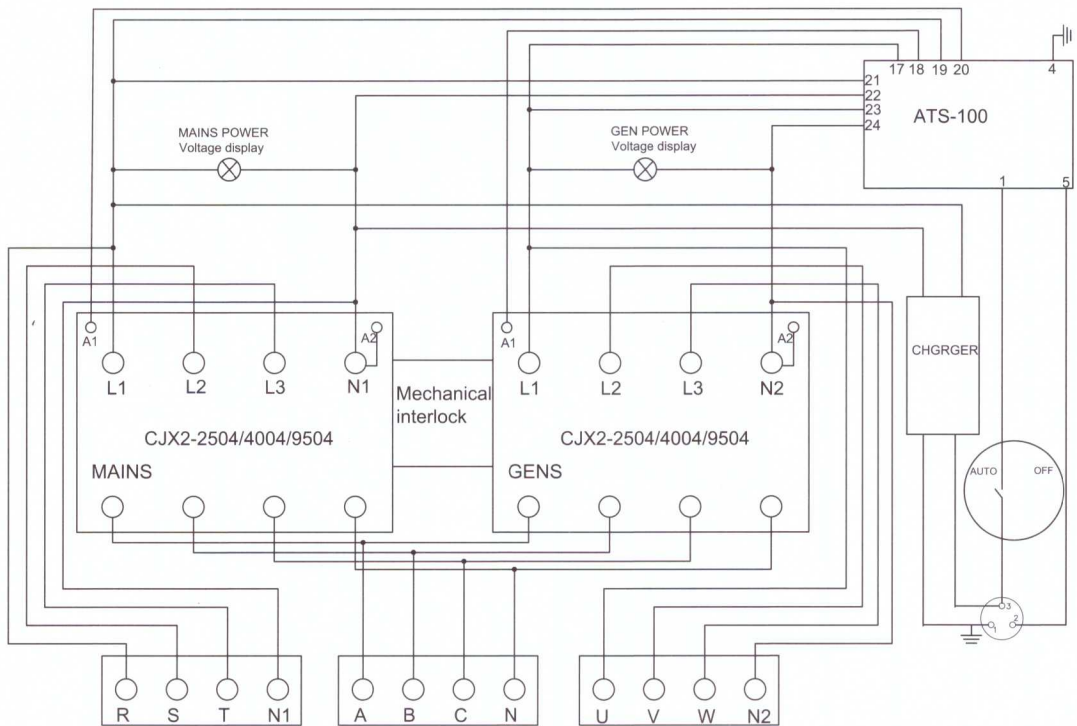 17 18 19 20 4
21
22
23
24
ATS-100
1 5
MAINS POWER
Voltage display
GEN POWER
Voltage display
A1 A2
L1 L2 L3 N1
CJX2-2504/4004/9504
MAINS
Mechanical
interlock
A1 A2
L1 L2 L3 N2
CJX2-2504/4004/9504
GENS
CHGRGER
AUTO OFF
3
1 2
R S T N1
A B C N
U V W N2